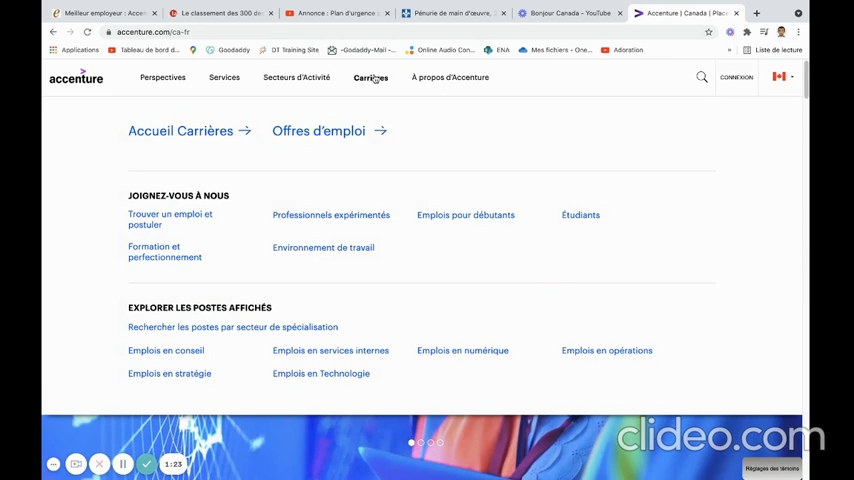 Meilleur employeur : Accen
Le classement des 300 de
Annonce : Plan d'urgence
Pénurie de main d'œuvre, 2
Bonjour Canada - YouTube
Accenture | Canada | Place
accenture.com/ca-fr
Applications
Tableau de bord d...
Goodaddy
DT Training Site
-Godaddy-Mail -...
Online Audio Con...
ENA
Mes fichiers - One...
Adoration
Liste de lecture
accenture
Perspectives
Services
Secteurs d'Activité
Carrières
À propos d'Accenture
CONNEXION
Accueil Carrières →
Offres d'emploi →
JOIGNEZ-VOUS À NOUS
Trouver un emploi et
postuler
Professionnels expérimentés
Emplois pour débutants
Étudiants
Formation et
perfectionnement
Environnement de travail
EXPLORER LES POSTES AFFICHÉS
Rechercher les postes par secteur de spécialisation
Emplois en conseil
Emplois en services internes
Emplois en numérique
Emplois en opérations
Emplois en stratégie
Emplois en Technologie
clideo.com
1:23
Réglages des témoins